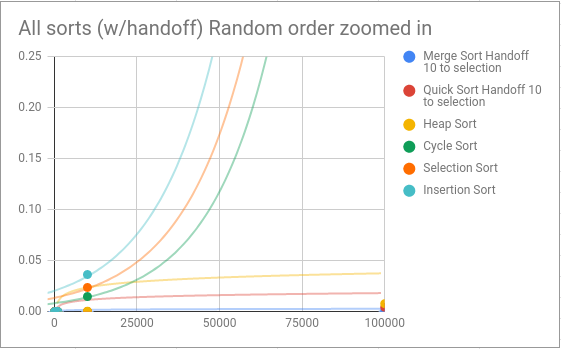 All sorts (w/handoff) Random order zoomed in
0.25
0.20
0.15
0.10
0.05
0.00
0 25000 50000 75000 100000
Merge Sort Handoff
10 to selection
Quick Sort Handoff 10
to selection
Heap Sort
Cycle Sort
Selection Sort
Insertion Sort